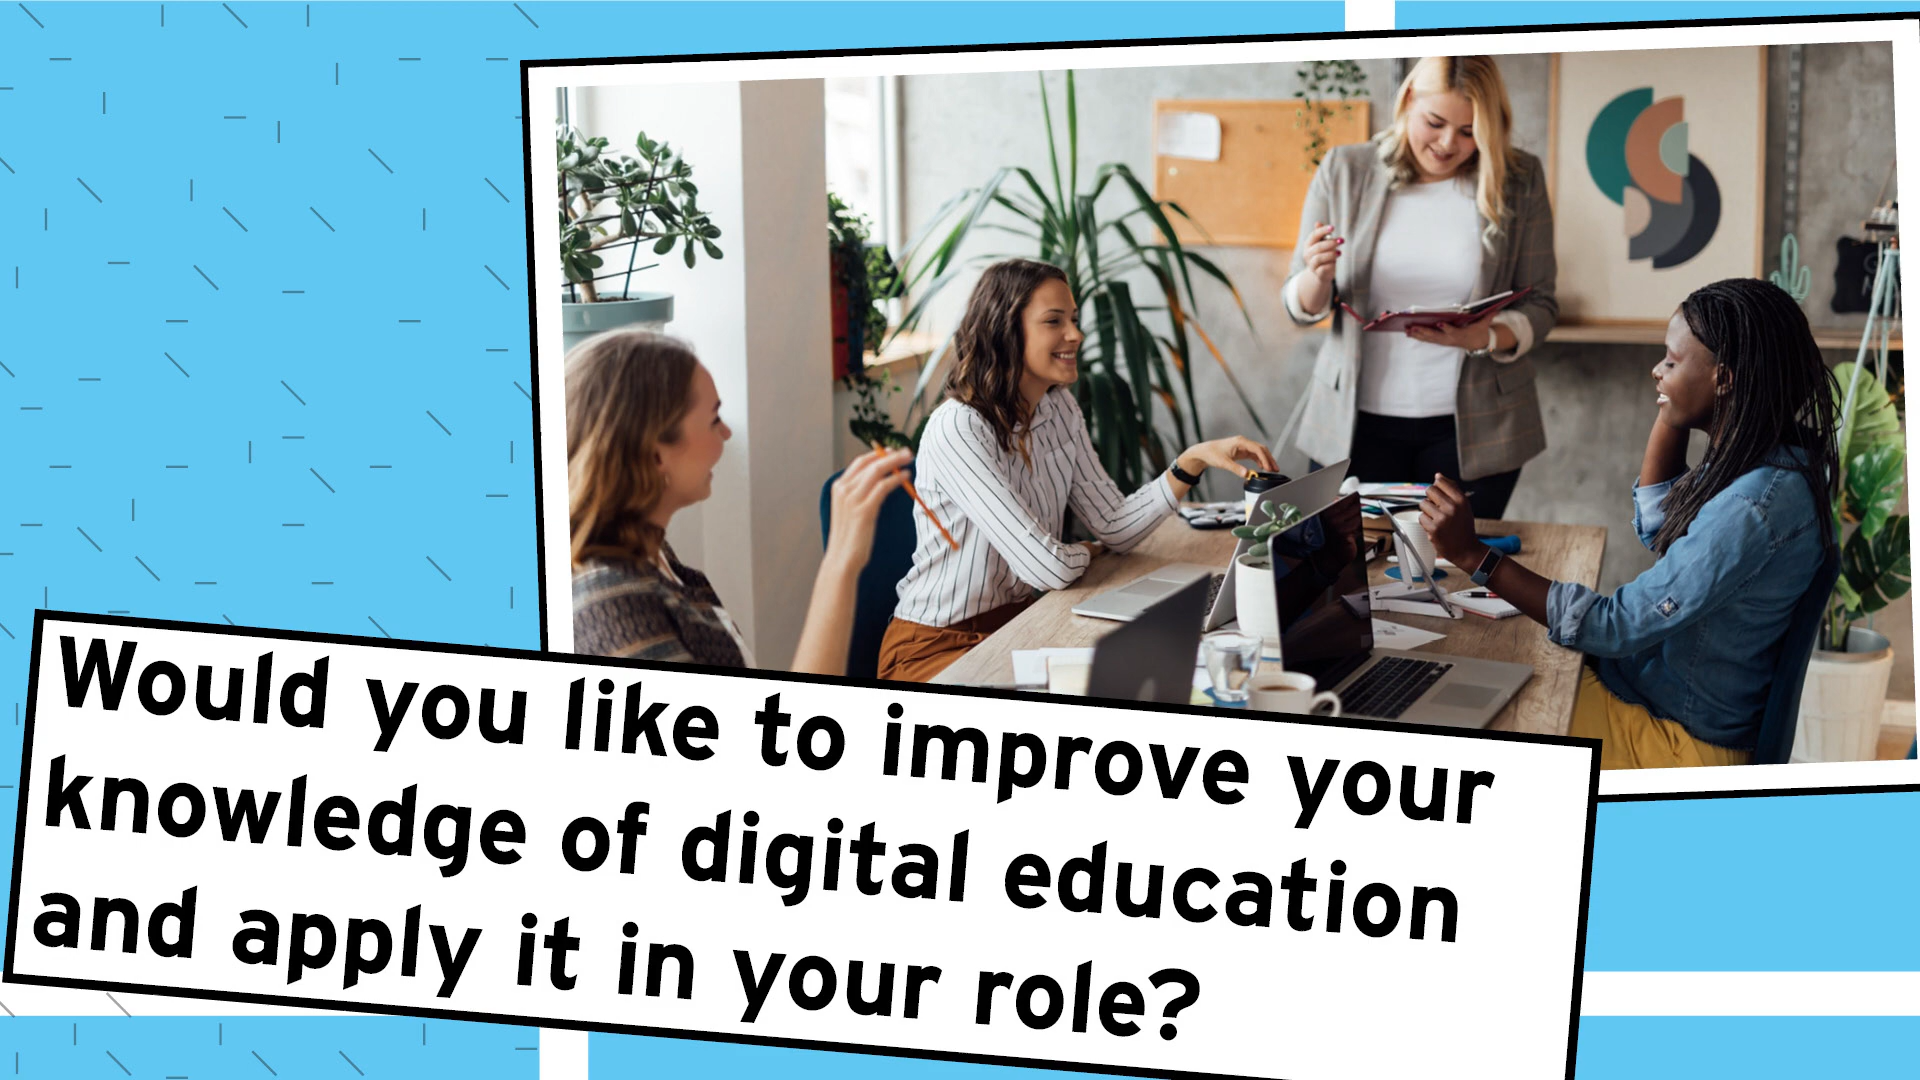 Would you like to improve your
knowledge of digital education
and apply it in your role?